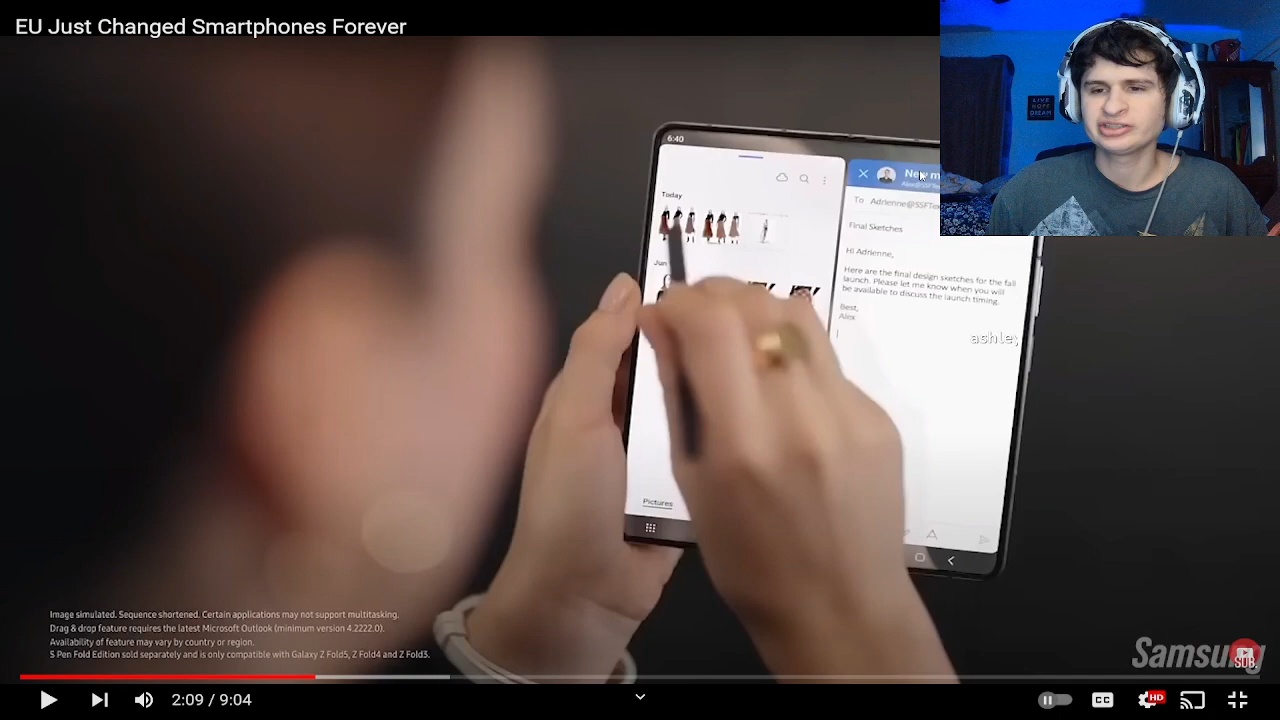 EU Just Changed Smartphones Forever
LIVE
DREAM
6:40
Today
To Adrienne@SSFTe
Final Sketches
Hi Adrienne,
Here are the final design sketches for the fall
launch. Please let me know when you will
be available to discuss the launch timing.
Best,
Alex
ashley
Pictures
Image simulated. Sequence shortened. Certain applications may not support multitasking.
Drag & drop feature requires the latest Microsoft Outlook (minimum version 4.2222.0).
Availability of feature may vary by country or region.
S Pen Fold Edition sold separately and is only compatible with Galaxy Z Fold5, Z Fold4 and Z Fold3.
Samsung
SUB
2:09 / 9:04
CC
HD